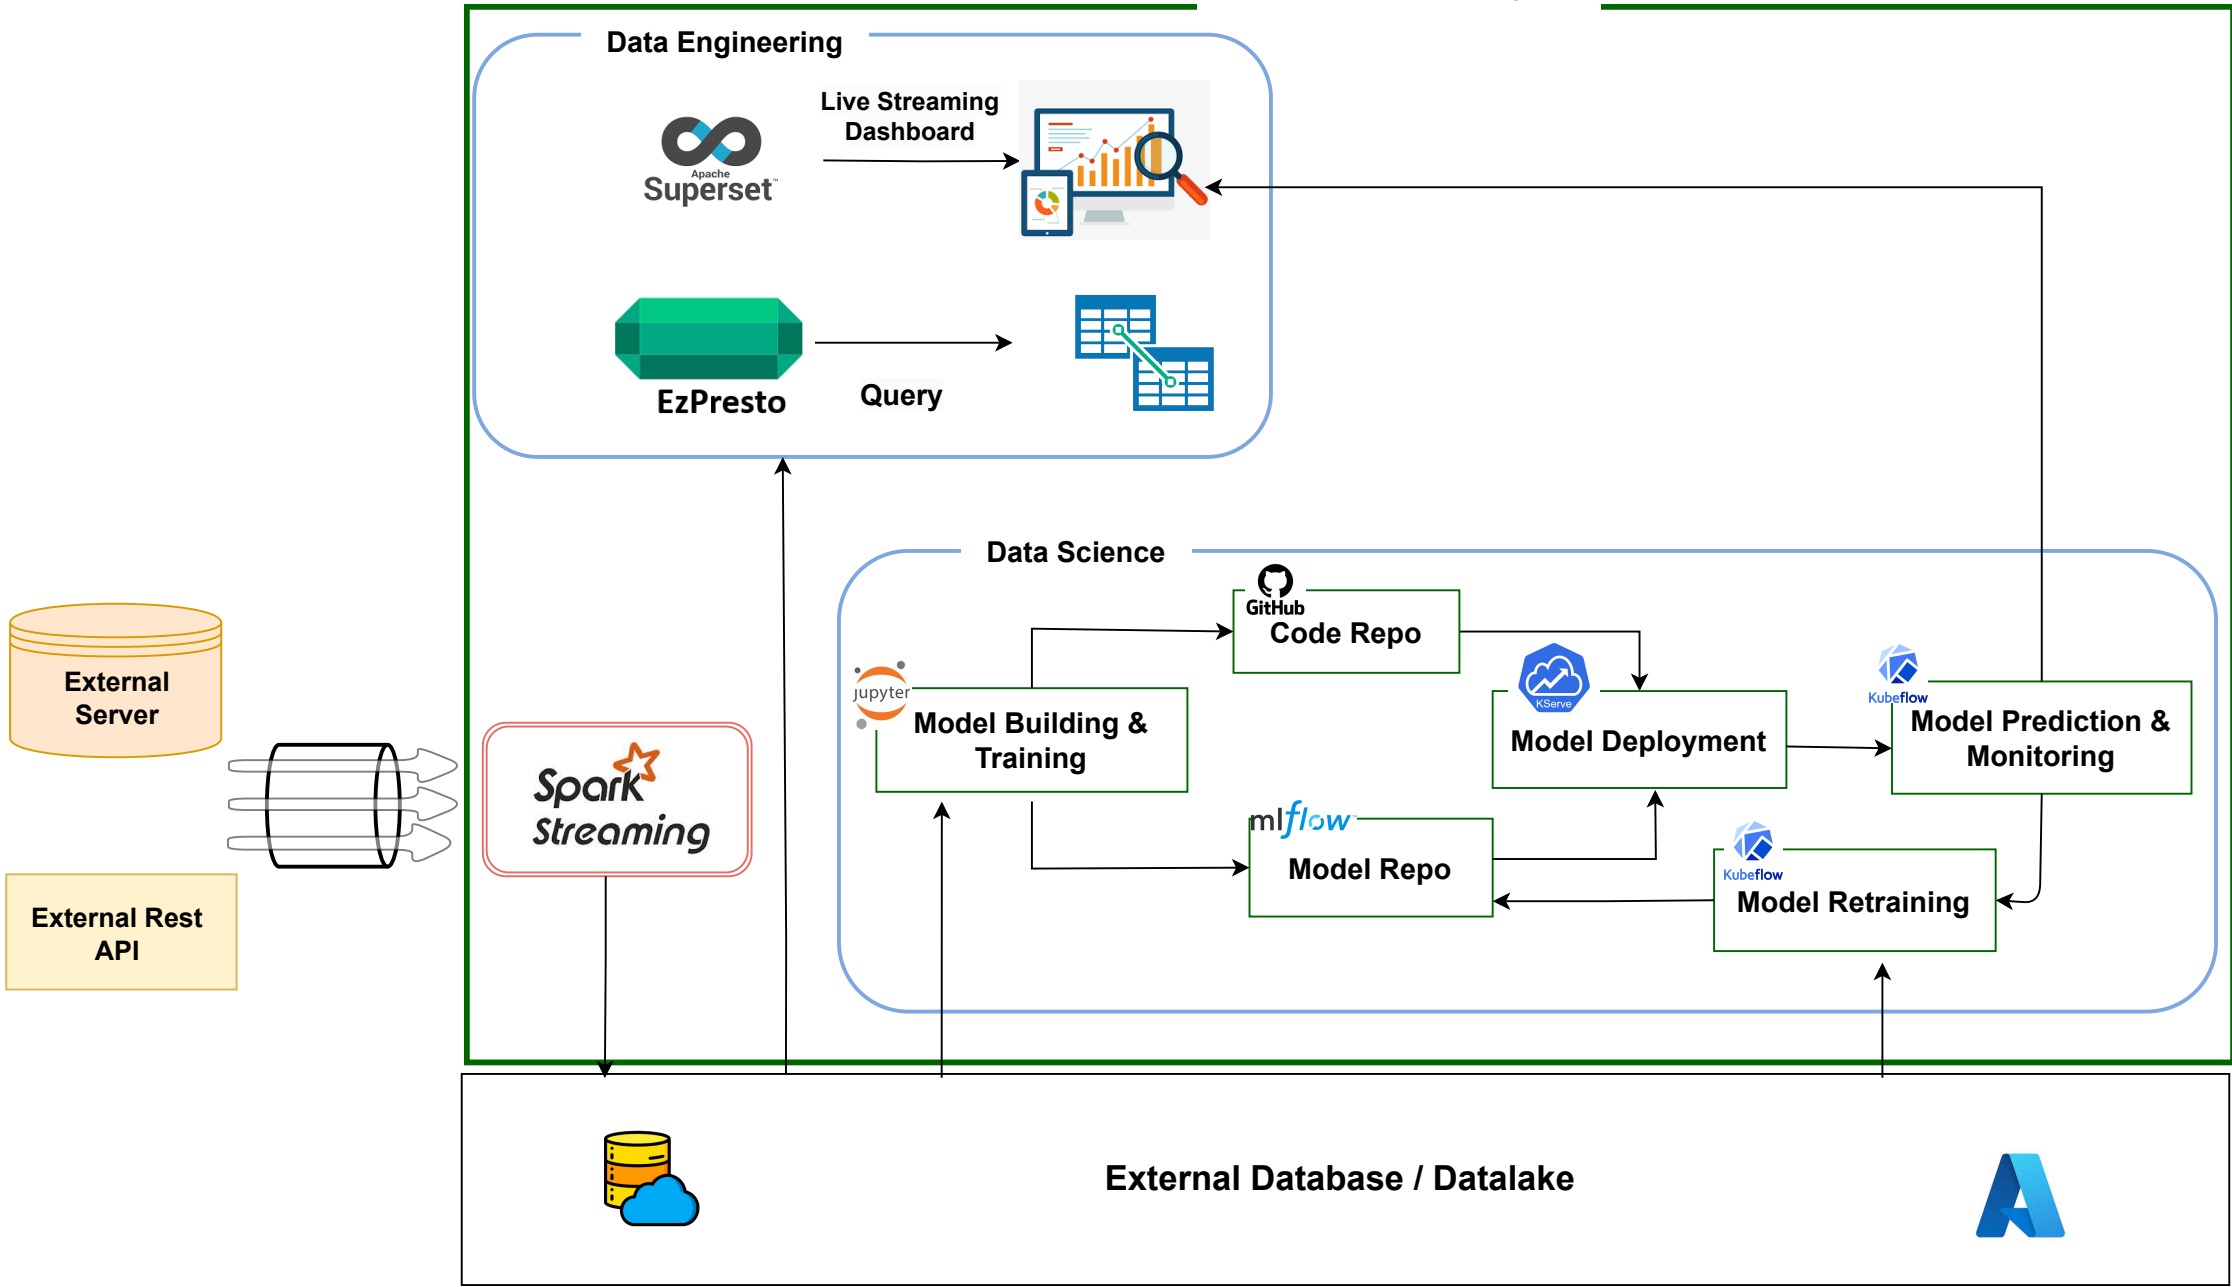 Data Engineering
Live Streaming
Dashboard
Apache
Superset™
EzPresto
Query
Data Science
GitHub
Code Repo
jupyter
Model Building &
Training
KServe
Model Deployment
Kubeflow
Model Prediction &
Monitoring
mlflow™
Model Repo
Kubeflow
Model Retraining
External
Server
Spark
Streaming
External Rest
API
External Database / Datalake